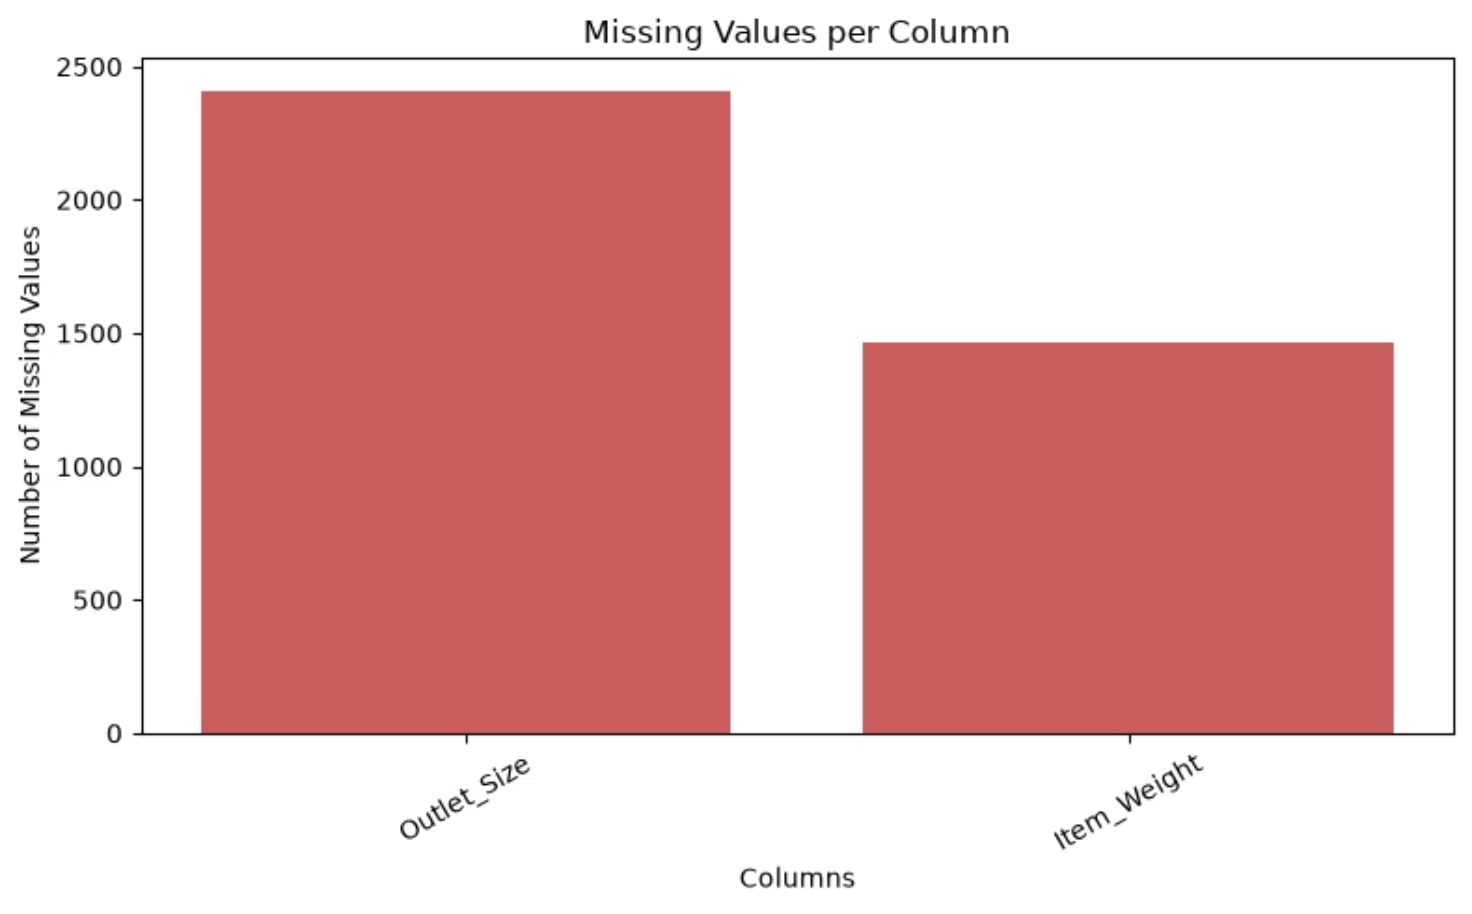 Missing Values per Column
Number of Missing Values
2500
2000
1500
1000
500
0
Outlet_Size
Item_Weight
Columns